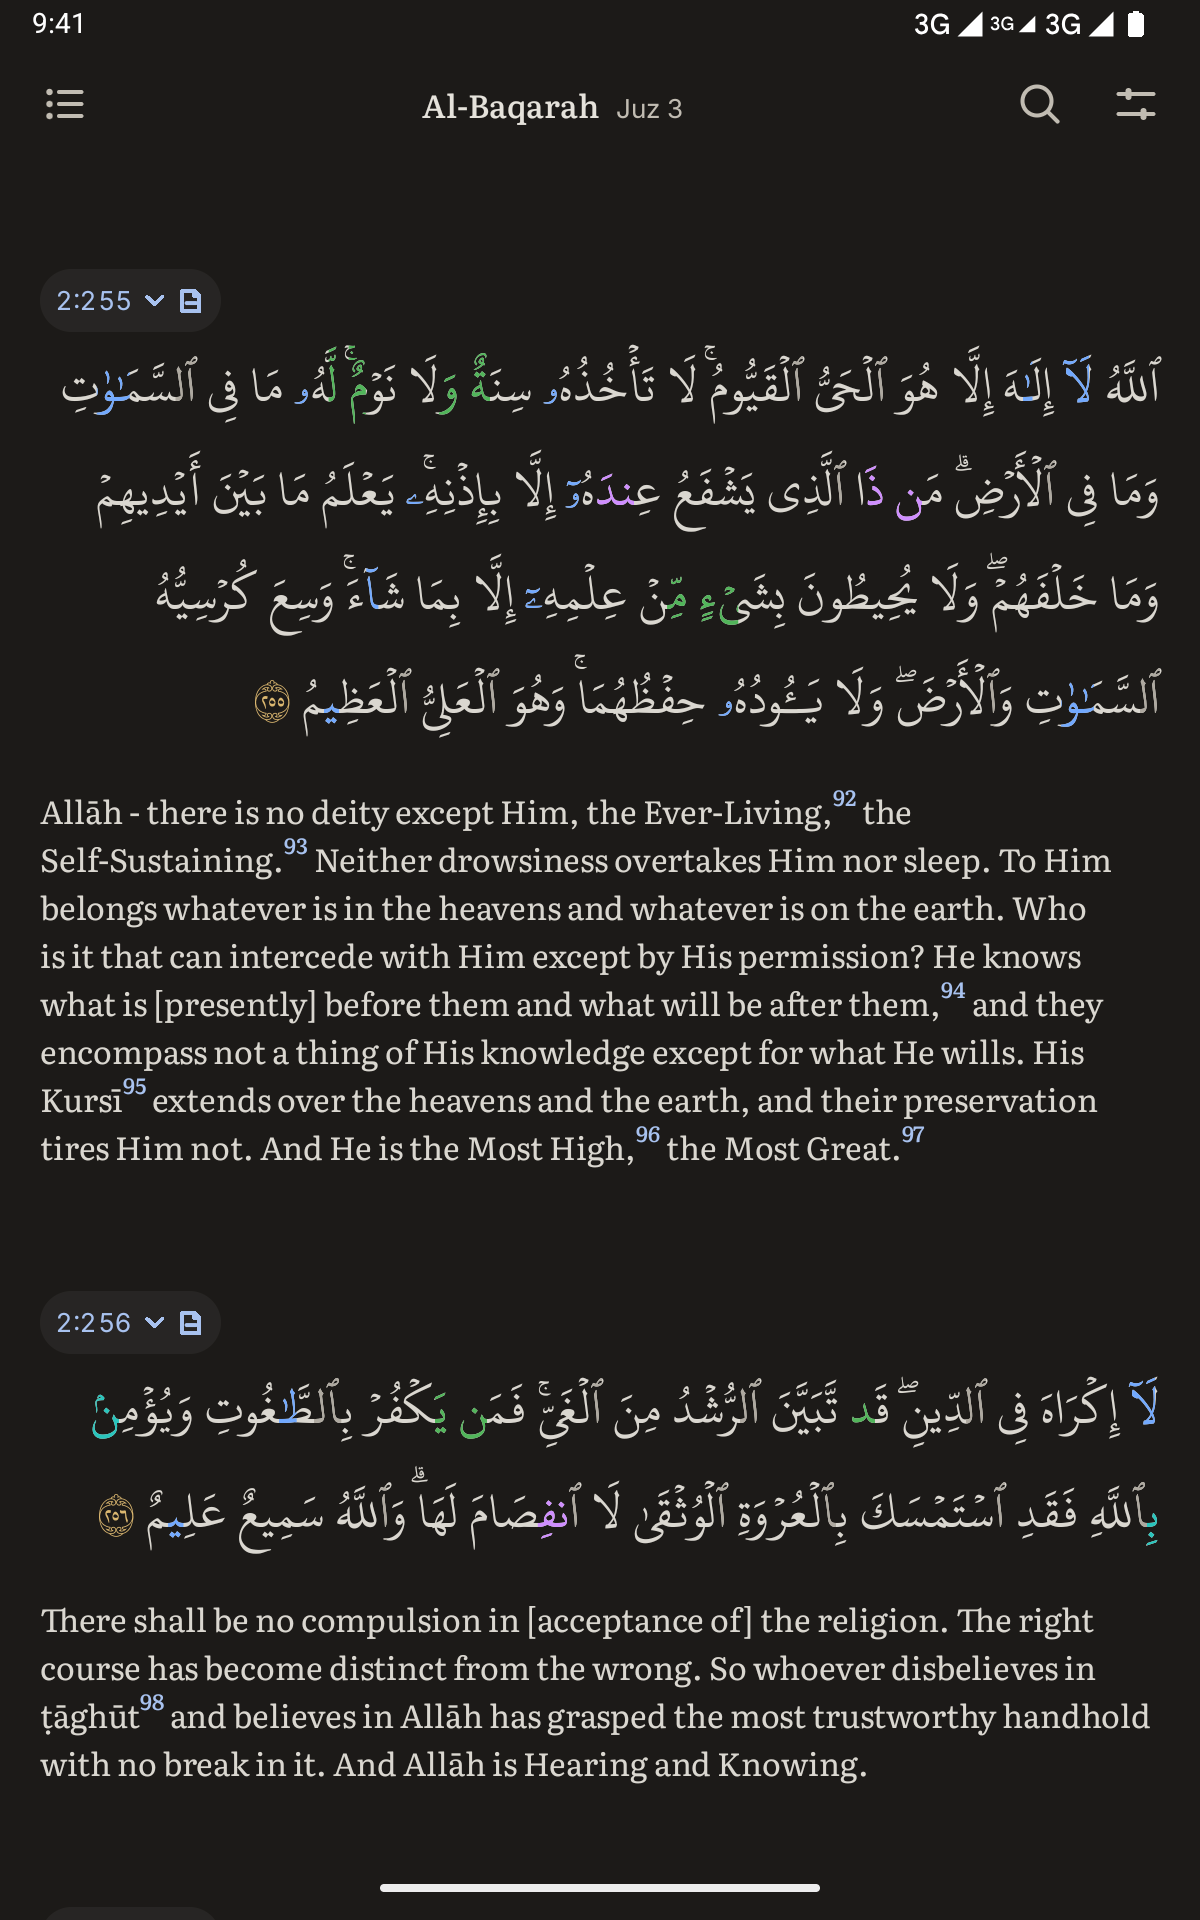 9:41
3G 3G 3G
Al-Baqarah Juz 3
2:255
ٱللَّهُ لَآ إِلَـٰهَ إِلَّا هُوَ ٱلْحَىُّ ٱلْقَيُّومُ ۚ لَا تَأْخُذُهُۥ سِنَةٌ وَلَا نَوْمٌ ۚ لَّهُۥ مَا فِى ٱلسَّمَـٰوَٰتِ
وَمَا فِى ٱلْأَرْضِ ۗ مَن ذَا ٱلَّذِى يَشْفَعُ عِندَهُۥٓ إِلَّا بِإِذْنِهِۦ ۚ يَعْلَمُ مَا بَيْنَ أَيْدِيهِمْ
وَمَا خَلْفَهُمْ ۖ وَلَا يُحِيطُونَ بِشَىْءٍ مِّنْ عِلْمِهِۦٓ إِلَّا بِمَا شَآءَ ۚ وَسِعَ كُرْسِيُّهُ
ٱلسَّمَـٰوَٰتِ وَٱلْأَرْضَ ۖ وَلَا يَـُٔودُهُۥ حِفْظُهُمَا ۚ وَهُوَ ٱلْعَلِىُّ ٱلْعَظِيمُ ٢٥٥
Allāh - there is no deity except Him, the Ever-Living,92 the
Self-Sustaining.93 Neither drowsiness overtakes Him nor sleep. To Him
belongs whatever is in the heavens and whatever is on the earth. Who
is it that can intercede with Him except by His permission? He knows
what is [presently] before them and what will be after them,94 and they
encompass not a thing of His knowledge except for what He wills. His
Kursī95 extends over the heavens and the earth, and their preservation
tires Him not. And He is the Most High,96 the Most Great.97
2:256
لَآ إِكْرَاهَ فِى ٱلدِّينِ ۖ قَد تَّبَيَّنَ ٱلرُّشْدُ مِنَ ٱلْغَىِّ ۚ فَمَن يَكْفُرْ بِٱلطَّـٰغُوتِ وَيُؤْمِنۢ
بِٱللَّهِ فَقَدِ ٱسْتَمْسَكَ بِٱلْعُرْوَةِ ٱلْوُثْقَىٰ لَا ٱنفِصَامَ لَهَا ۗ وَٱللَّهُ سَمِيعٌ عَلِيمٌ ٢٥٦
There shall be no compulsion in [acceptance of] the religion. The right
course has become distinct from the wrong. So whoever disbelieves in
ṭāghūt98 and believes in Allāh has grasped the most trustworthy handhold
with no break in it. And Allāh is Hearing and Knowing.